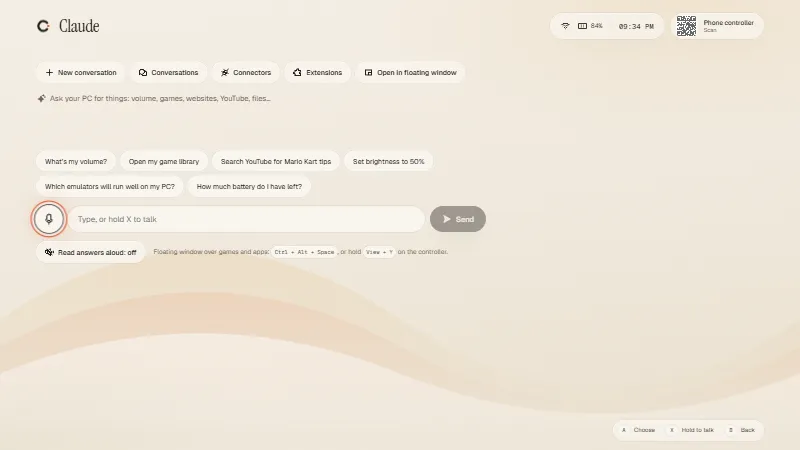 Claude
84%
09:34 PM
Phone controller
Scan
New conversation
Conversations
Connectors
Extensions
Open in floating window
Ask your PC for things: volume, games, websites, YouTube, files...
What's my volume?
Open my game library
Search YouTube for Mario Kart tips
Set brightness to 50%
Which emulators will run well on my PC?
How much battery do I have left?
Type, or hold X to talk
Send
Read answers aloud: off
Floating window over games and apps: Ctrl + Alt + Space, or hold View + Y on the controller.
A Choose X Hold to talk B Back